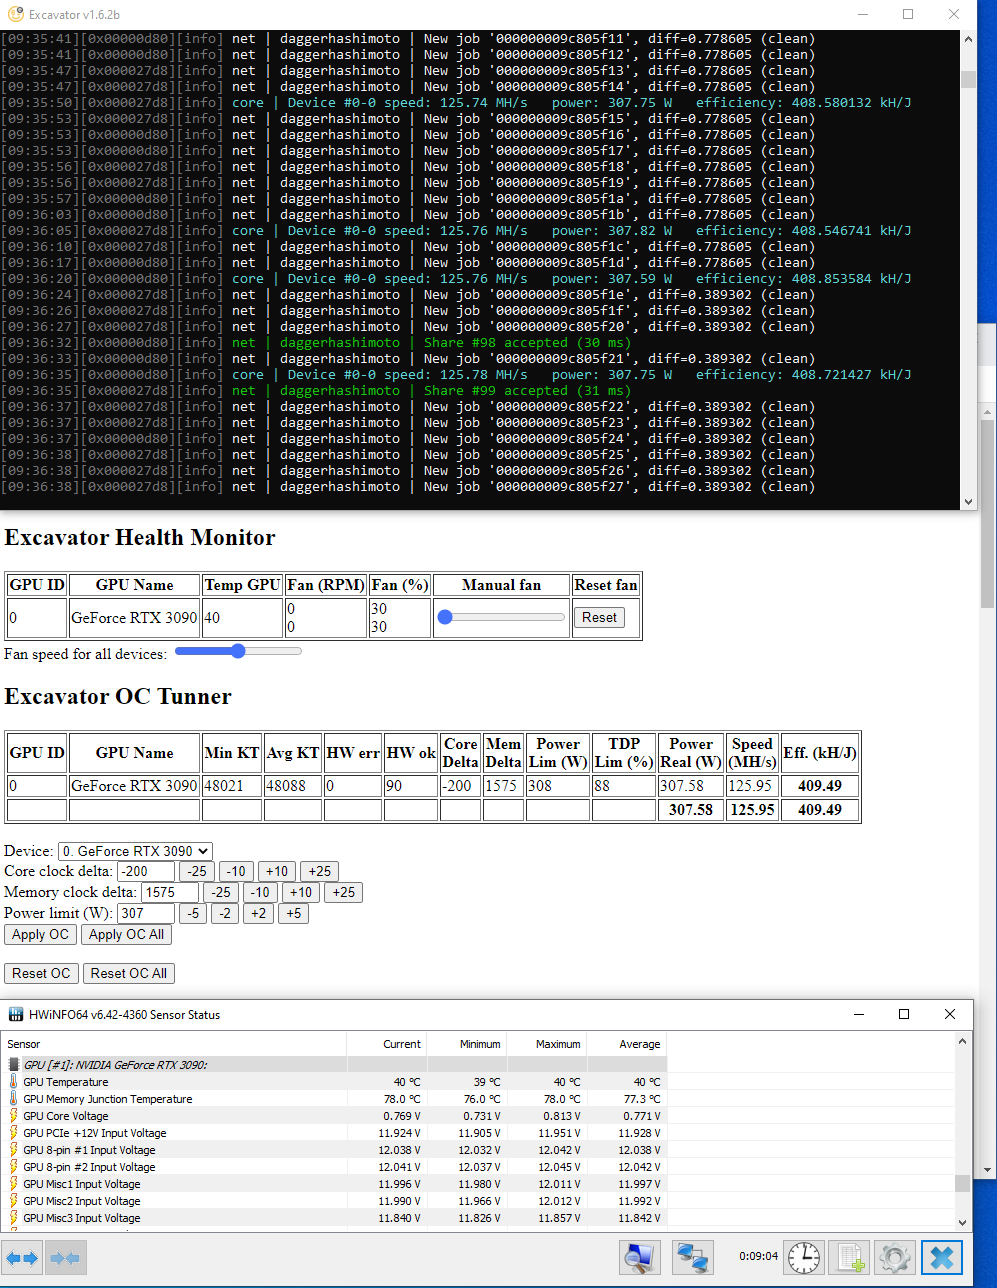 Excavator v1.6.2b
[09:35:41][0x00000d80][info] net | daggerhashimoto | New job '000000009c805f11', diff=0.778605 (clean)
[09:35:41][0x00000d80][info] net | daggerhashimoto | New job '000000009c805f12', diff=0.778605 (clean)
[09:35:47][0x000027d8][info] net | daggerhashimoto | New job '000000009c805f13', diff=0.778605 (clean)
[09:35:47][0x000027d8][info] net | daggerhashimoto | New job '000000009c805f14', diff=0.778605 (clean)
[09:35:50][0x00000d80][info] core | Device #0-0 speed: 125.74 MH/s power: 307.75 W efficiency: 408.580132 kH/J
[09:35:53][0x000027d8][info] net | daggerhashimoto | New job '000000009c805f15', diff=0.778605 (clean)
[09:35:53][0x00000d80][info] net | daggerhashimoto | New job '000000009c805f16', diff=0.778605 (clean)
[09:35:53][0x00000d80][info] net | daggerhashimoto | New job '000000009c805f17', diff=0.778605 (clean)
[09:35:56][0x000027d8][info] net | daggerhashimoto | New job '000000009c805f18', diff=0.778605 (clean)
[09:35:56][0x000027d8][info] net | daggerhashimoto | New job '000000009c805f19', diff=0.778605 (clean)
[09:35:57][0x00000d80][info] net | daggerhashimoto | New job '000000009c805f1a', diff=0.778605 (clean)
[09:36:03][0x00000d80][info] net | daggerhashimoto | New job '000000009c805f1b', diff=0.778605 (clean)
[09:36:05][0x000027d8][info] core | Device #0-0 speed: 125.76 MH/s power: 307.82 W efficiency: 408.546741 kH/J
[09:36:10][0x00000d80][info] net | daggerhashimoto | New job '000000009c805f1c', diff=0.778605 (clean)
[09:36:17][0x00000d80][info] net | daggerhashimoto | New job '000000009c805f1d', diff=0.778605 (clean)
[09:36:20][0x000027d8][info] core | Device #0-0 speed: 125.76 MH/s power: 307.59 W efficiency: 408.853584 kH/J
[09:36:24][0x00000d80][info] net | daggerhashimoto | New job '000000009c805f1e', diff=0.389302 (clean)
[09:36:26][0x00000d80][info] net | daggerhashimoto | New job '000000009c805f1f', diff=0.389302 (clean)
[09:36:27][0x00000d80][info] net | daggerhashimoto | New job '000000009c805f20', diff=0.389302 (clean)
[09:36:32][0x00000d80][info] net | daggerhashimoto | Share #98 accepted (30 ms)
[09:36:33][0x00000d80][info] net | daggerhashimoto | New job '000000009c805f21', diff=0.389302 (clean)
[09:36:35][0x000027d8][info] core | Device #0-0 speed: 125.78 MH/s power: 307.75 W efficiency: 408.721427 kH/J
[09:36:35][0x00000d80][info] net | daggerhashimoto | Share #99 accepted (31 ms)
[09:36:37][0x000027d8][info] net | daggerhashimoto | New job '000000009c805f22', diff=0.389302 (clean)
[09:36:37][0x00000d80][info] net | daggerhashimoto | New job '000000009c805f23', diff=0.389302 (clean)
[09:36:37][0x00000d80][info] net | daggerhashimoto | New job '000000009c805f24', diff=0.389302 (clean)
[09:36:38][0x000027d8][info] net | daggerhashimoto | New job '000000009c805f25', diff=0.389302 (clean)
[09:36:38][0x000027d8][info] net | daggerhashimoto | New job '000000009c805f26', diff=0.389302 (clean)
[09:36:38][0x000027d8][info] net | daggerhashimoto | New job '000000009c805f27', diff=0.389302 (clean)
Excavator Health Monitor
GPU ID GPU Name Temp GPU Fan (RPM) Fan (%) Manual fan Reset fan
0 GeForce RTX 3090 40 0 30 Reset
0 30
Fan speed for all devices:
Excavator OC Tunner
GPU ID GPU Name Min KT Avg KT HW err HW ok Core Delta Mem Delta Power Lim (W) TDP Lim (%) Power Real (W) Speed (MH/s) Eff. (kH/J)
0 GeForce RTX 3090 48021 48088 0 90 -200 1575 308 88 307.58 125.95 409.49
307.58 125.95 409.49
Device: 0. GeForce RTX 3090
Core clock delta: -200 -25 -10 +10 +25
Memory clock delta: 1575 -25 -10 +10 +25
Power limit (W): 307 -5 -2 +2 +5
Apply OC Apply OC All
Reset OC Reset OC All
HWiNFO64 v6.42-4360 Sensor Status
Sensor Current Minimum Maximum Average
GPU [#1]: NVIDIA GeForce RTX 3090:
GPU Temperature 40 °C 39 °C 40 °C 40 °C
GPU Memory Junction Temperature 78.0 °C 76.0 °C 78.0 °C 77.3 °C
GPU Core Voltage 0.769 V 0.731 V 0.813 V 0.771 V
GPU PCIe +12V Input Voltage 11.924 V 11.905 V 11.951 V 11.928 V
GPU 8-pin #1 Input Voltage 12.038 V 12.032 V 12.042 V 12.038 V
GPU 8-pin #2 Input Voltage 12.041 V 12.037 V 12.045 V 12.042 V
GPU Misc1 Input Voltage 11.996 V 11.980 V 12.011 V 11.997 V
GPU Misc2 Input Voltage 11.990 V 11.966 V 12.012 V 11.992 V
GPU Misc3 Input Voltage 11.840 V 11.826 V 11.857 V 11.842 V
0:09:04